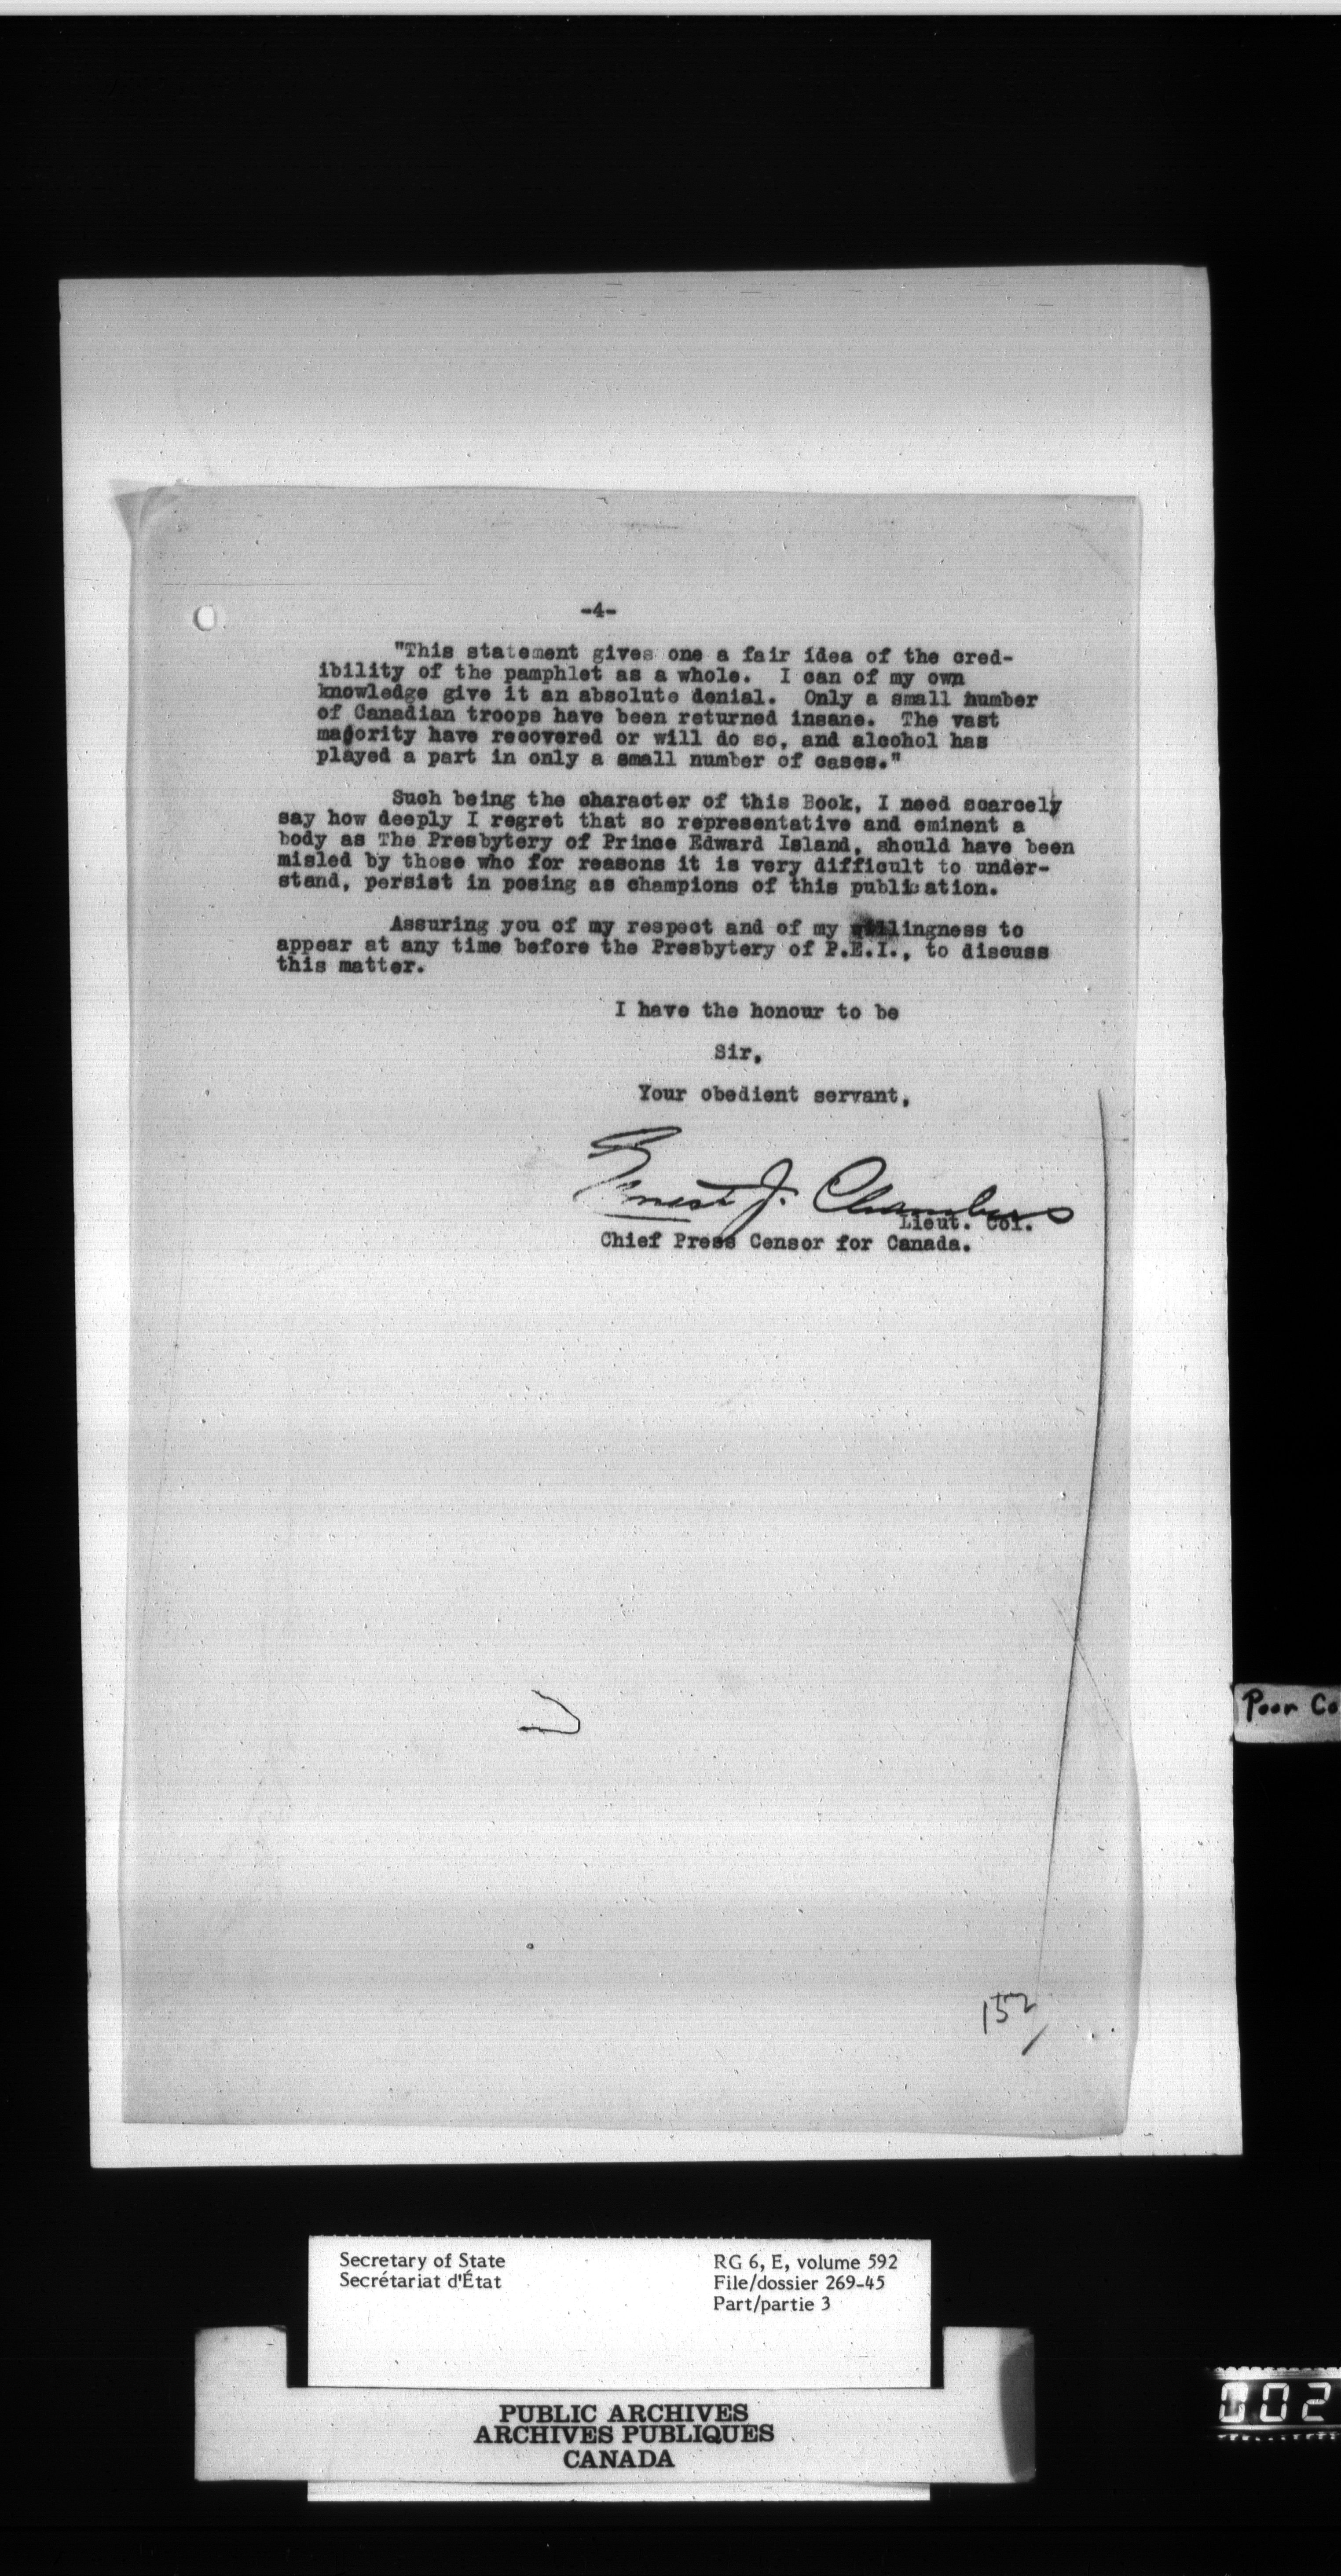 -4-
"This statement gives one a fair idea of the cred-
ibility of the pamphlet as a whole. I can of my own
knowledge give it an absolute denial. Only a small number
of Canadian troops have been returned insane. The vast
majority have recovered or will do so, and alcohol has
played a part in only a small number of cases."
Such being the character of this Book, I need scarcely
say how deeply I regret that so representative and eminent a
body as The Presbytery of Prince Edward Island, should have been
misled by those who for reasons it is very difficult to under-
stand, persist in posing as champions of this publication.
Assuring you of my respect and of my willingness to
appear at any time before the Presbytery of P.E.I., to discuss
this matter.
I have the honour to be
Sir,
Your obedient servant,
Ernest J. Chambers
Lieut. Col.
Chief Press Censor for Canada.
Poor Co
152
Secretary of State
Secrétariat d'État
RG 6, E, volume 592
File/dossier 269-45
Part/partie 3
PUBLIC ARCHIVES
ARCHIVES PUBLIQUES
CANADA
002